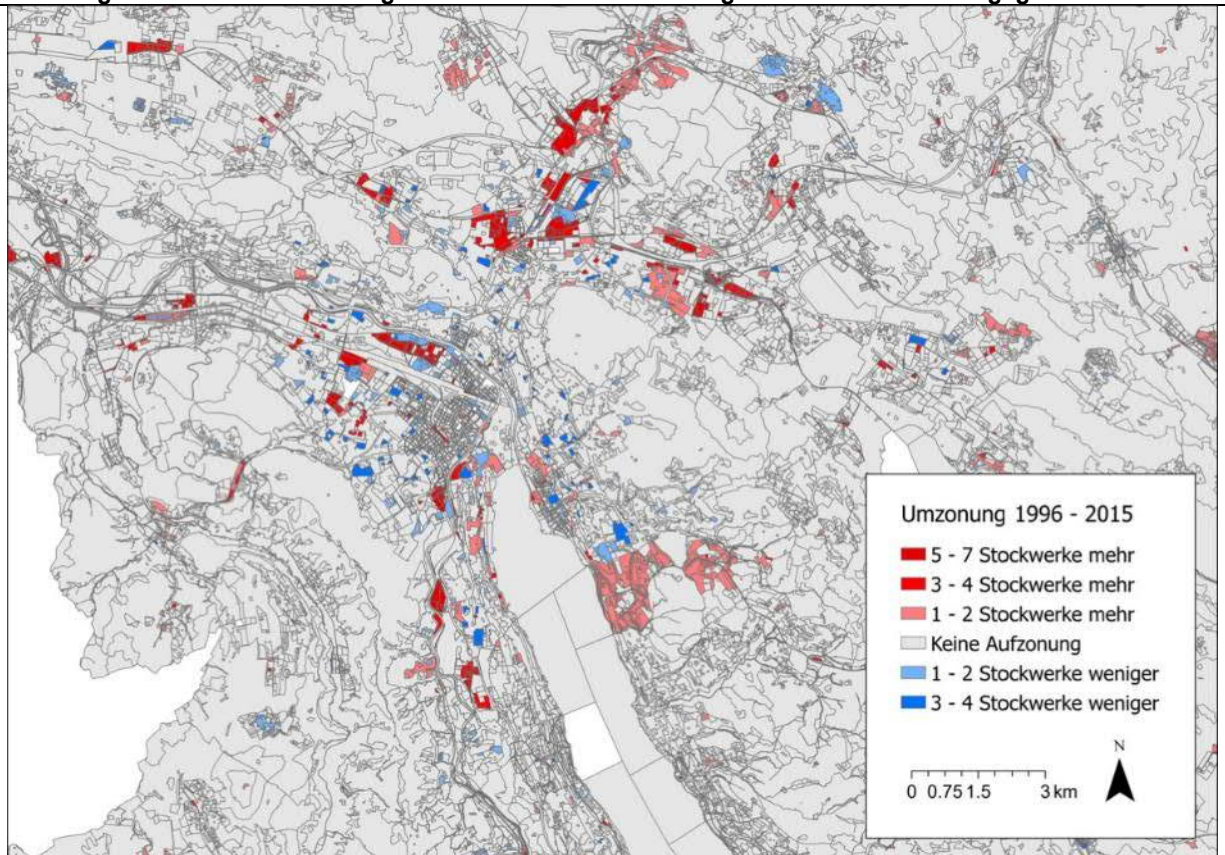 Umzonung 1996 - 2015
5 - 7 Stockwerke mehr
3 - 4 Stockwerke mehr
1 - 2 Stockwerke mehr
Keine Aufzonung
1 - 2 Stockwerke weniger
3 - 4 Stockwerke weniger
N
0 0.75 1.5 3 km